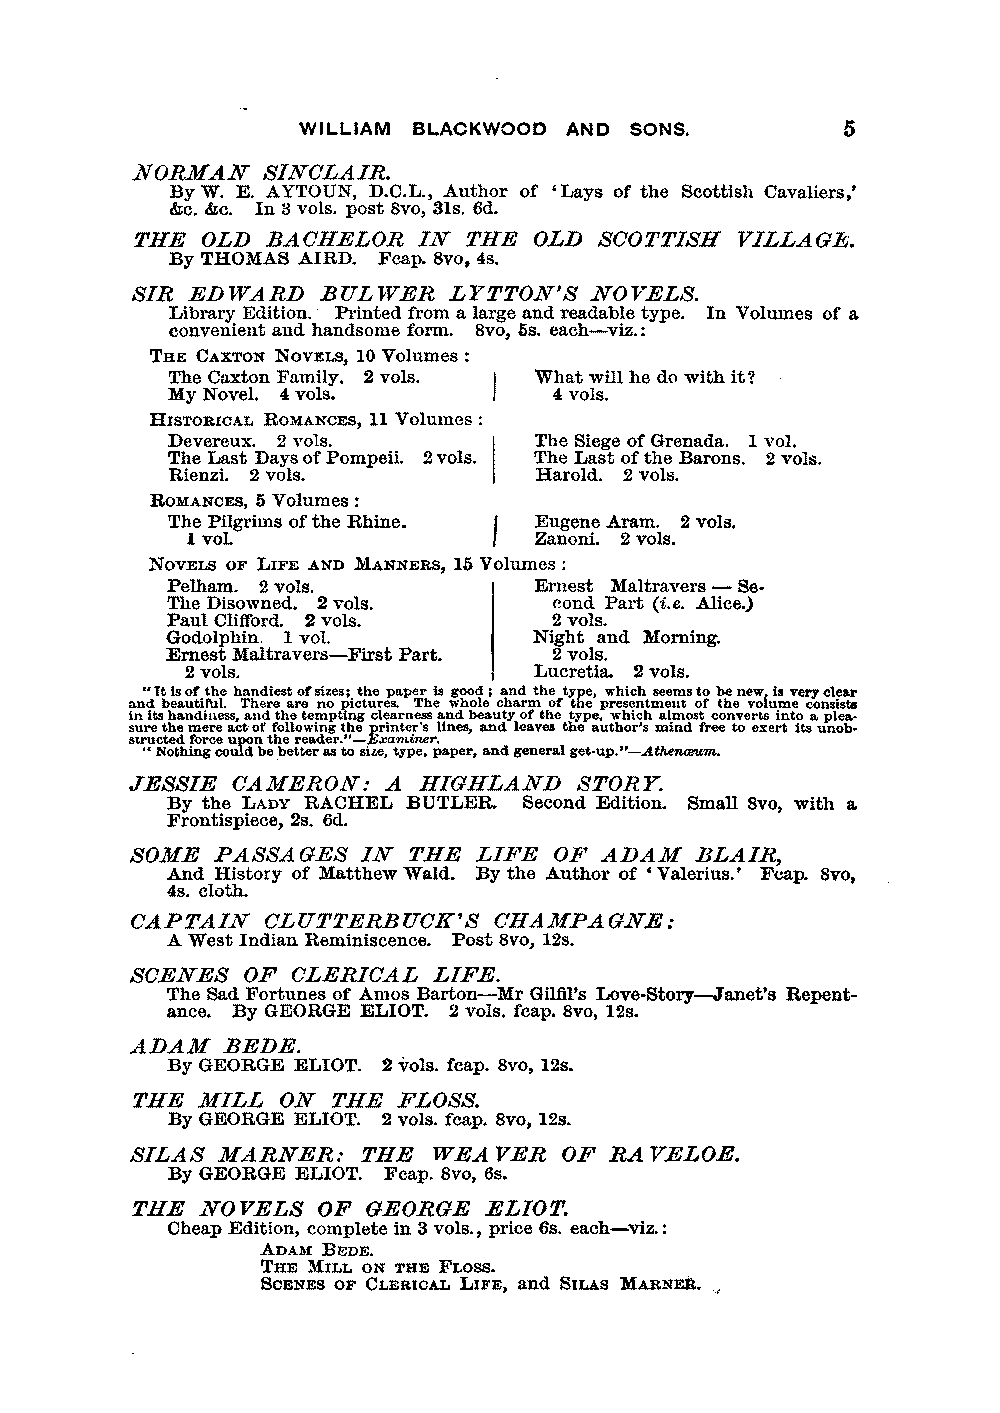 WILLIAM BLACKWOOD AND SONS. 5
NORMAN SINCLAIR.
By W. E. AYTOUN, D.C.L., Author of ‘Lays of the Scottish Cavaliers,’
&c. &c. In 3 vols. post 8vo, 31s. 6d.
THE OLD BACHELOR IN THE OLD SCOTTISH VILLAGE.
By THOMAS AIRD. Fcap. 8vo, 4s.
SIR EDWARD BULWER LYTTON'S NOVELS.
Library Edition. Printed from a large and readable type. In Volumes of a
convenient and handsome form. 8vo, 5s. each—viz.:
THE CAXTON NOVELS, 10 Volumes:
The Caxton Family. 2 vols.
My Novel. 4 vols.
What will he do with it?
4 vols.
HISTORICAL ROMANCES, 11 Volumes:
Devereux. 2 vols.
The Last Days of Pompeii. 2 vols.
Rienzi. 2 vols.
The Siege of Grenada. 1 vol.
The Last of the Barons. 2 vols.
Harold. 2 vols.
ROMANCES, 5 Volumes:
The Pilgrims of the Rhine.
1 vol.
Eugene Aram. 2 vols.
Zanoni. 2 vols.
NOVELS OF LIFE AND MANNERS, 15 Volumes:
Pelham. 2 vols.
The Disowned. 2 vols.
Paul Clifford. 2 vols.
Godolphin. 1 vol.
Ernest Maltravers—First Part.
2 vols.
Ernest Maltravers — Se-
cond Part (i.e. Alice.)
2 vols.
Night and Morning.
2 vols.
Lucretia. 2 vols.
"It is of the handiest of sizes; the paper is good; and the type, which seems to be new, is very clear
and beautiful. There are no pictures. The whole charm of the presentment of the volume consists
in its handiness, and the tempting clearness and beauty of the type, which almost converts into a plea-
sure the mere act of following the printer's lines, and leaves the author's mind free to exert its unob-
structed force upon the reader."—Examiner.
"Nothing could be better as to size, type, paper, and general get-up."—Athenæum.
JESSIE CAMERON: A HIGHLAND STORY.
By the LADY RACHEL BUTLER. Second Edition. Small 8vo, with a
Frontispiece, 2s. 6d.
SOME PASSAGES IN THE LIFE OF ADAM BLAIR,
And History of Matthew Wald. By the Author of ‘Valerius.’ Fcap. 8vo,
4s. cloth.
CAPTAIN CLUTTERBUCK'S CHAMPAGNE:
A West Indian Reminiscence. Post 8vo, 12s.
SCENES OF CLERICAL LIFE.
The Sad Fortunes of Amos Barton—Mr Gilfil's Love-Story—Janet's Repent-
ance. By GEORGE ELIOT. 2 vols. fcap. 8vo, 12s.
ADAM BEDE.
By GEORGE ELIOT. 2 vols. fcap. 8vo, 12s.
THE MILL ON THE FLOSS.
By GEORGE ELIOT. 2 vols. fcap. 8vo, 12s.
SILAS MARNER: THE WEAVER OF RAVELOE.
By GEORGE ELIOT. Fcap. 8vo, 6s.
THE NOVELS OF GEORGE ELIOT.
Cheap Edition, complete in 3 vols., price 6s. each—viz.:
ADAM BEDE.
THE MILL ON THE FLOSS.
SCENES OF CLERICAL LIFE, and SILAS MARNER.